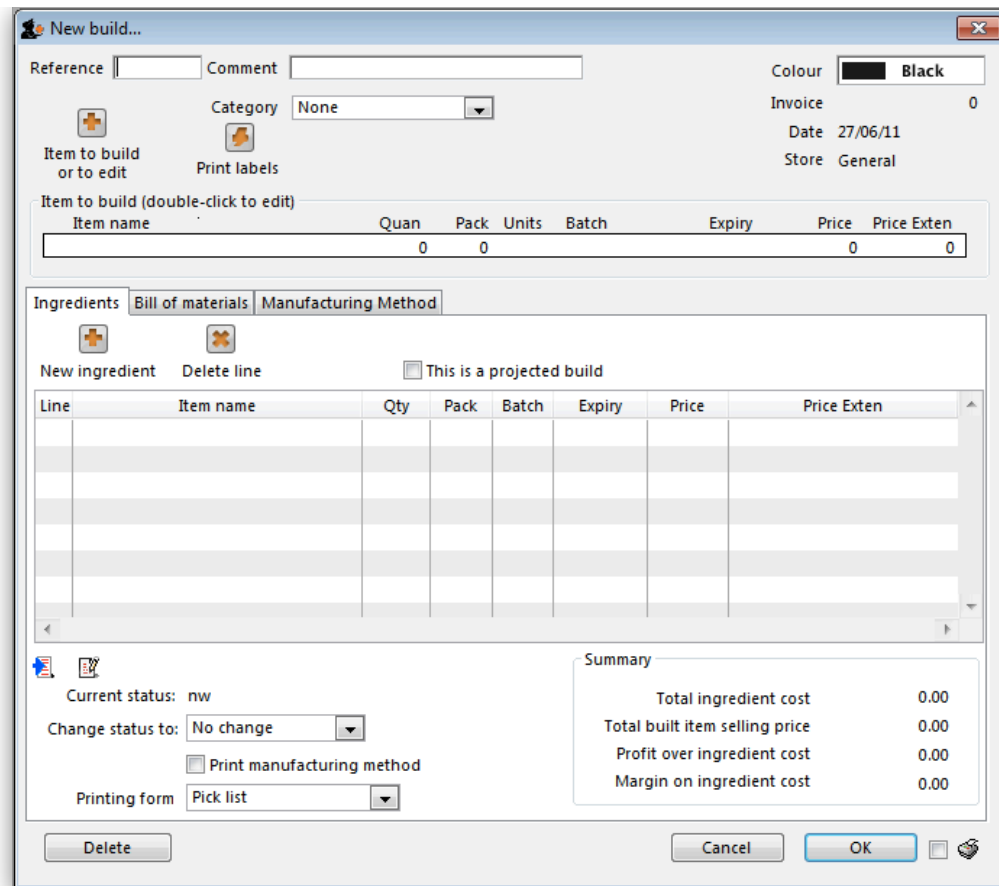 New build...
Reference Comment Colour Black
Category None Invoice 0
Date 27/06/11
Item to build
or to edit Print labels Store General
Item to build (double-click to edit)
Item name Quan Pack Units Batch Expiry Price Price Exten
0 0 0 0
Ingredients Bill of materials Manufacturing Method
New ingredient Delete line This is a projected build
Line Item name Qty Pack Batch Expiry Price Price Exten
Summary
Current status: nw Total ingredient cost 0.00
Change status to: No change Total built item selling price 0.00
Print manufacturing method Profit over ingredient cost 0.00
Printing form Pick list Margin on ingredient cost 0.00
Delete Cancel OK